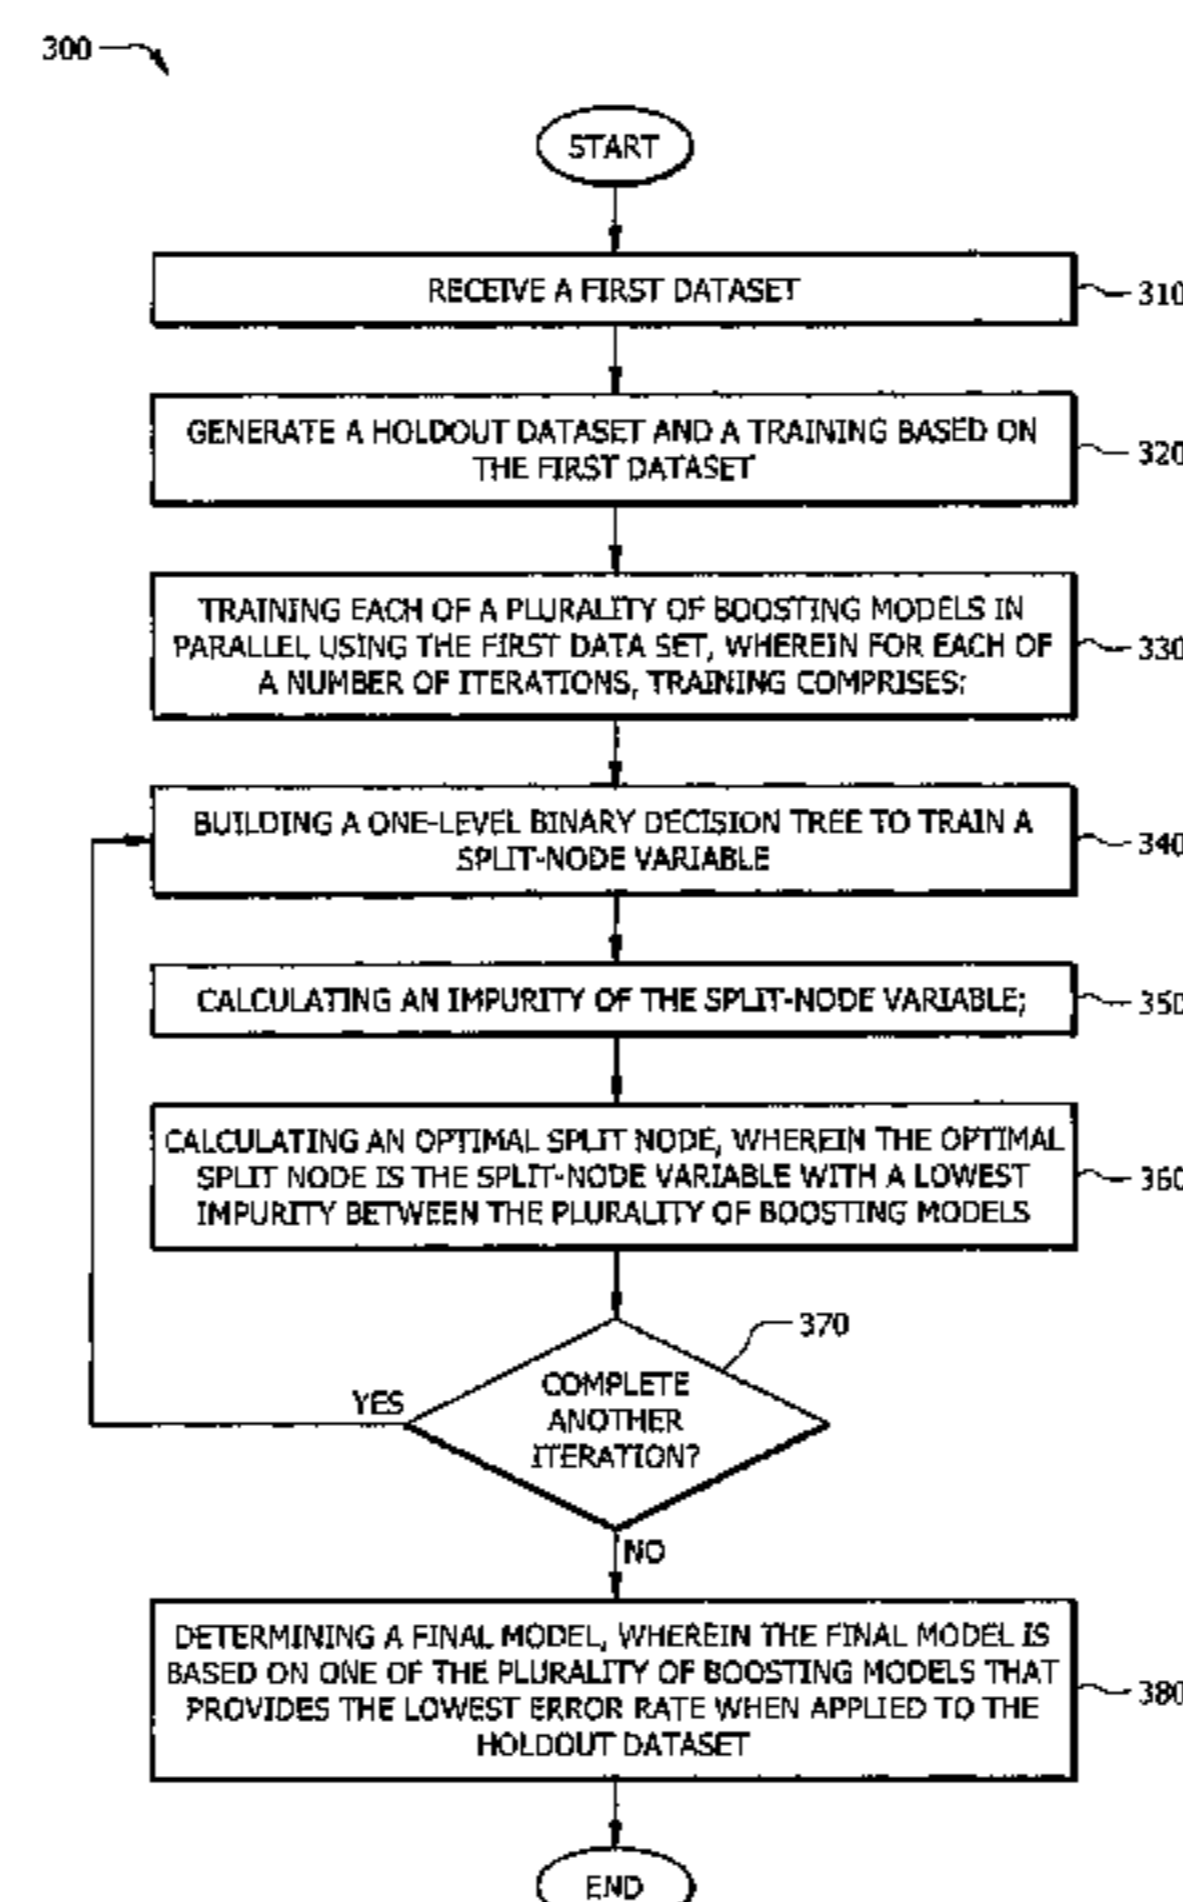 300
START
RECEIVE A FIRST DATASET
310
GENERATE A HOLDOUT DATASET AND A TRAINING BASED ON
THE FIRST DATASET
320
TRAINING EACH OF A PLURALITY OF BOOSTING MODELS IN
PARALLEL USING THE FIRST DATA SET, WHEREIN FOR EACH OF
A NUMBER OF ITERATIONS, TRAINING COMPRISES:
330
BUILDING A ONE-LEVEL BINARY DECISION TREE TO TRAIN A
SPLIT-NODE VARIABLE
340
CALCULATING AN IMPURITY OF THE SPLIT-NODE VARIABLE;
350
CALCULATING AN OPTIMAL SPLIT NODE, WHEREIN THE OPTIMAL
SPLIT NODE IS THE SPLIT-NODE VARIABLE WITH A LOWEST
IMPURITY BETWEEN THE PLURALITY OF BOOSTING MODELS
360
370
COMPLETE
ANOTHER
ITERATION?
YES
NO
DETERMINING A FINAL MODEL, WHEREIN THE FINAL MODEL IS
BASED ON ONE OF THE PLURALITY OF BOOSTING MODELS THAT
PROVIDES THE LOWEST ERROR RATE WHEN APPLIED TO THE
HOLDOUT DATASET
380
END